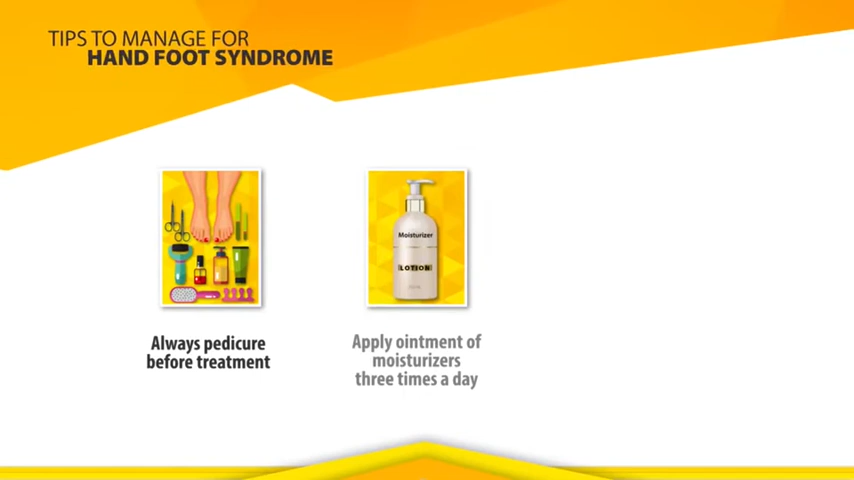 TIPS TO MANAGE FOR
HAND FOOT SYNDROME
Moisturizer
LOTION
Always pedicure
before treatment
Apply ointment of
moisturizers
three times a day